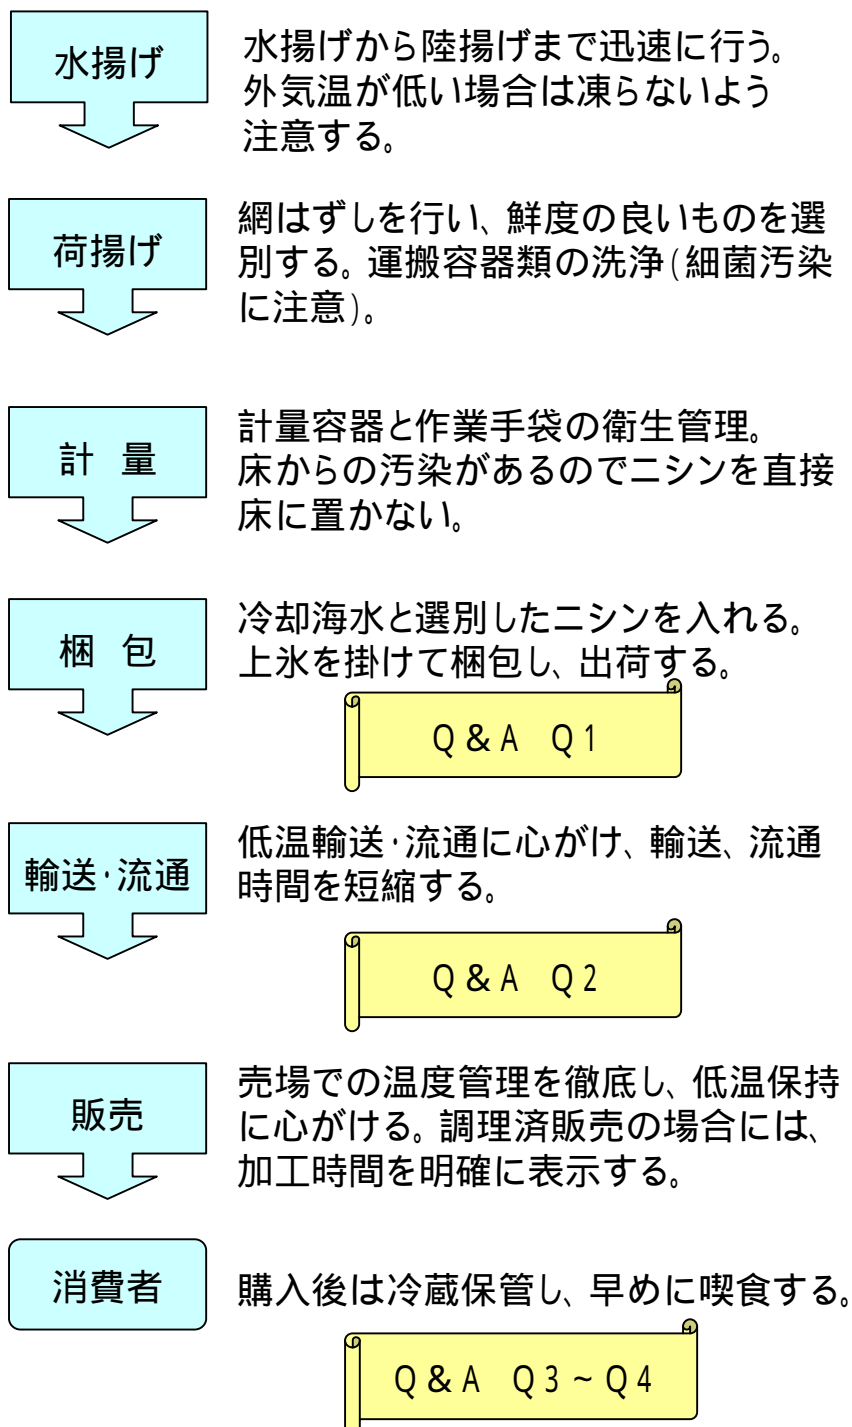 水揚げ
水揚げから陸揚げまで迅速に行う。
外気温が低い場合は凍らないよう
注意する。
荷揚げ
網はずしを行い、鮮度の良いものを選
別する。運搬容器類の洗浄(細菌汚染
に注意)。
計 量
計量容器と作業手袋の衛生管理。
床からの汚染があるのでニシンを直接
床に置かない。
梱 包
冷却海水と選別したニシンを入れる。
上氷を掛けて梱包し、出荷する。
Q&A Q1
輸送・流通
低温輸送・流通に心がけ、輸送、流通
時間を短縮する。
Q&A Q2
販売
売場での温度管理を徹底し、低温保持
に心がける。調理済販売の場合には、
加工時間を明確に表示する。
消費者
購入後は冷蔵保管し、早めに喫食する。
Q&A Q3~Q4